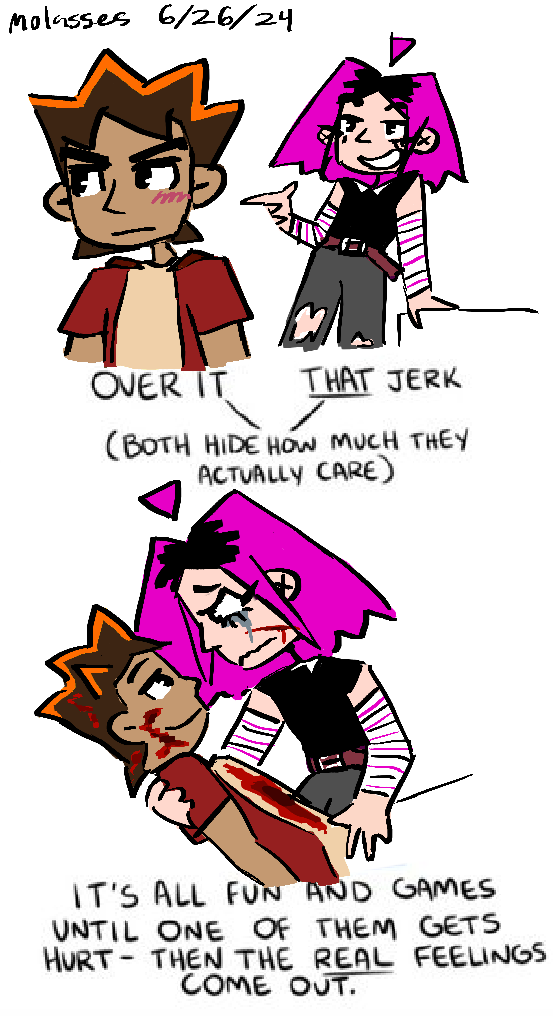 molasses 6/26/24
OVER IT THAT JERK
(BOTH HIDE HOW MUCH THEY
ACTUALLY CARE)
IT'S ALL FUN AND GAMES
UNTIL ONE OF THEM GETS
HURT- THEN THE REAL FEELINGS
COME OUT.